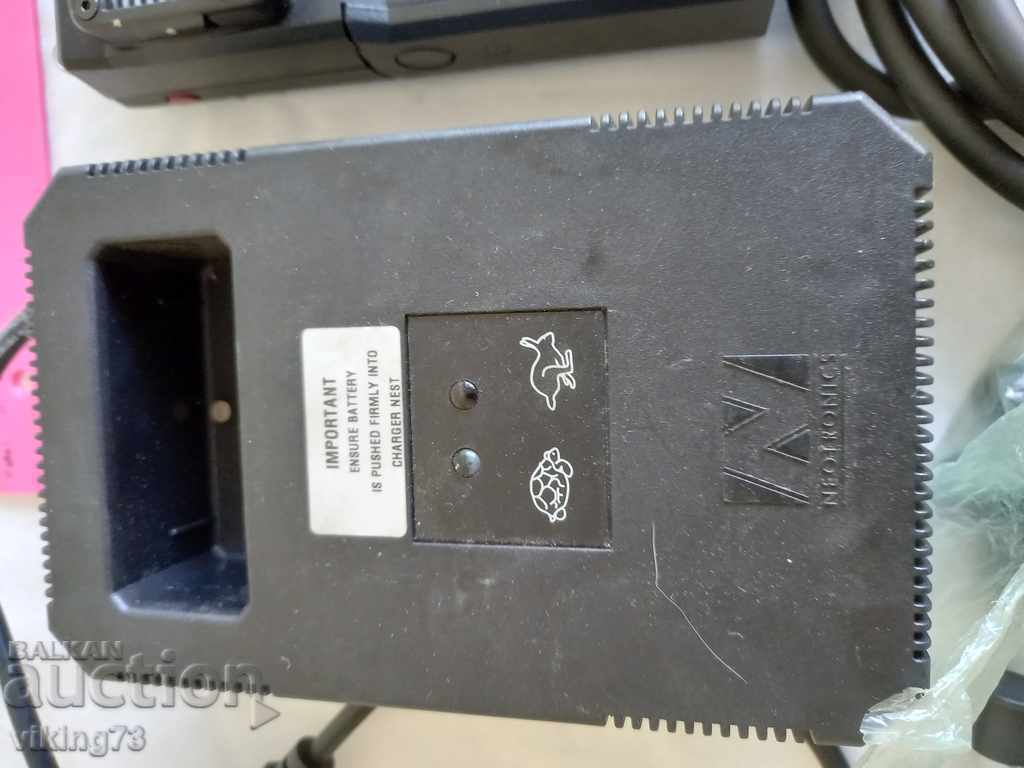 IMPORTANT
ENSURE BATTERY
IS PUSHED FIRMLY INTO
CHARGER NEST
NEOTRONICS
BALKAN
auction
viking73